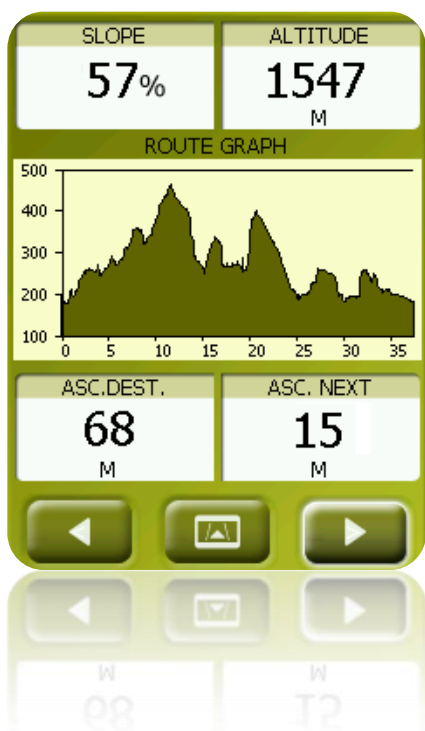 SLOPE ALTITUDE
57% 1547
M
ROUTE GRAPH
500
400
300
200
100
0 5 10 15 20 25 30 35
ASC.DEST. ASC. NEXT
68 15
M M